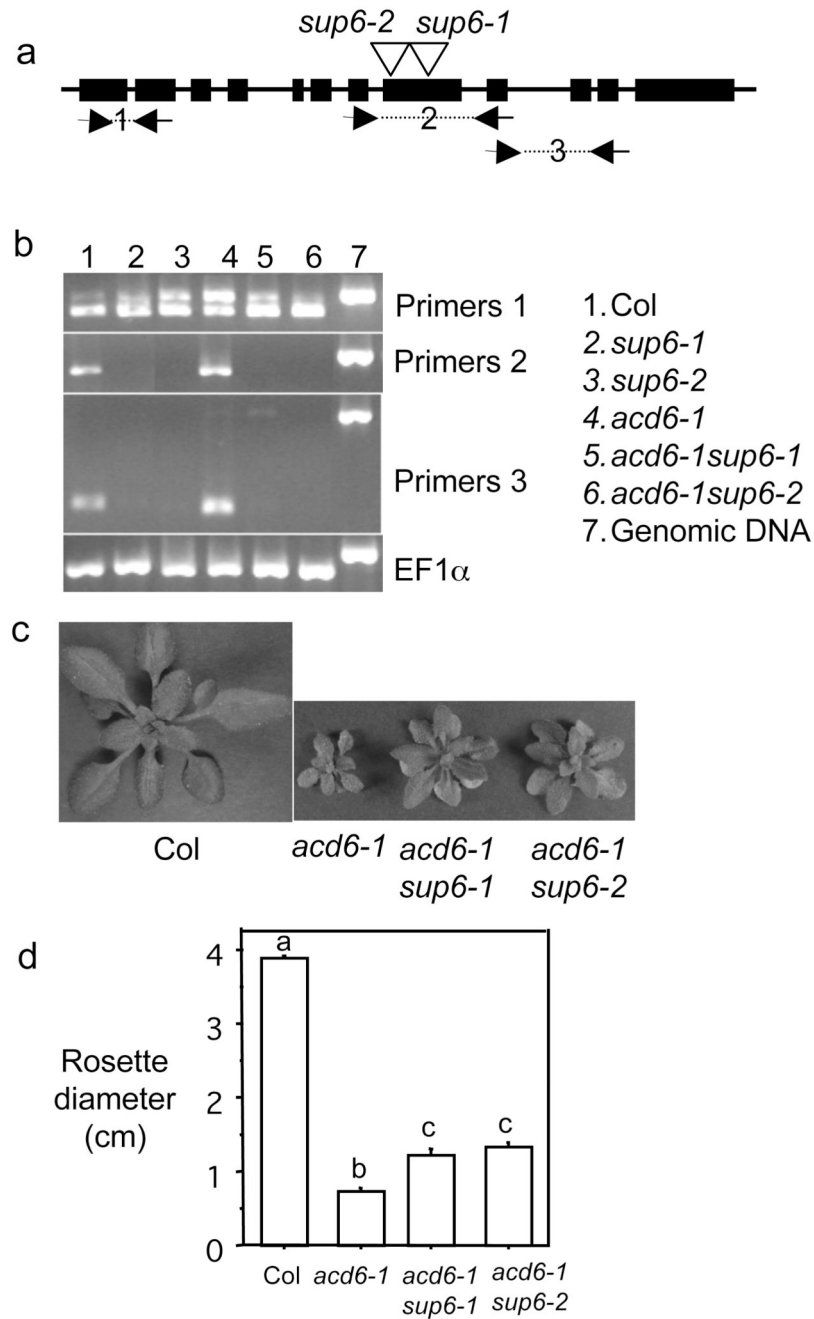 sup6-2 sup6-1
a
1
2
3
b
1 2 3 4 5 6 7
Primers 1
Primers 2
Primers 3
EF1α
1. Col
2. sup6-1
3. sup6-2
4. acd6-1
5. acd6-1sup6-1
6. acd6-1sup6-2
7. Genomic DNA
c
Col
acd6-1
acd6-1
sup6-1
acd6-1
sup6-2
d
Rosette
diameter
(cm)
4
3
2
1
0
a
b
c
c
Col
acd6-1
acd6-1
sup6-1
acd6-1
sup6-2